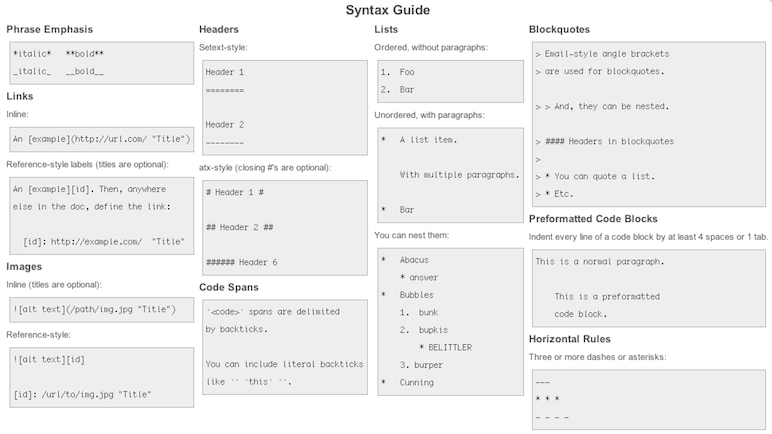 Syntax Guide
Phrase Emphasis
*italic*   **bold**
_italic_   __bold__
Links
Inline:
An [example](http://url.com/ "Title")
Reference-style labels (titles are optional):
An [example][id]. Then, anywhere
else in the doc, define the link:
  [id]: http://example.com/  "Title"
Images
Inline (titles are optional):
![alt text](/path/img.jpg "Title")
Reference-style:
![alt text][id]
[id]: /url/to/img.jpg "Title"
Headers
Setext-style:
Header 1
========
Header 2
--------
atx-style (closing #'s are optional):
# Header 1 #
## Header 2 ##
###### Header 6
Code Spans
`<code>` spans are delimited
by backticks.
You can include literal backticks
like `` `this` ``.
Lists
Ordered, without paragraphs:
1.  Foo
2.  Bar
Unordered, with paragraphs:
*   A list item.
    With multiple paragraphs.
*   Bar
You can nest them:
*   Abacus
    * answer
*   Bubbles
    1.  bunk
    2.  bupkis
        * BELITTLER
    3. burper
*   Cunning
Blockquotes
> Email-style angle brackets
> are used for blockquotes.
> > And, they can be nested.
> #### Headers in blockquotes
>
> * You can quote a list.
> * Etc.
Preformatted Code Blocks
Indent every line of a code block by at least 4 spaces or 1 tab.
This is a normal paragraph.
    This is a preformatted
    code block.
Horizontal Rules
Three or more dashes or asterisks:
---
* * *
- - - -